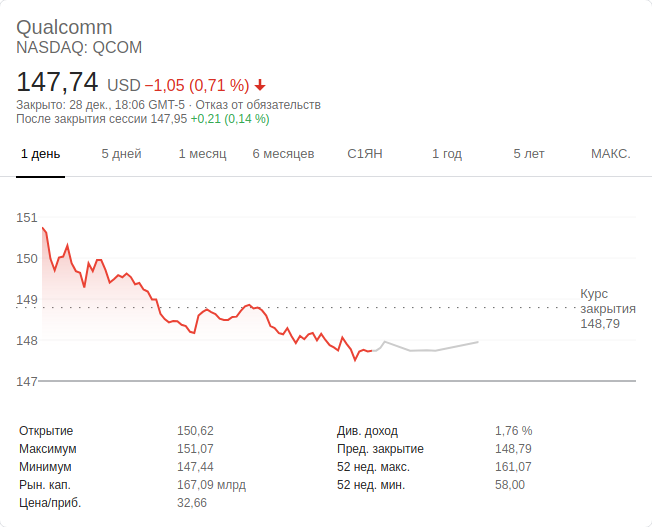 Qualcomm
NASDAQ: QCOM
147,74 USD −1,05 (0,71 %)
Закрыто: 28 дек., 18:06 GMT-5 · Отказ от обязательств
После закрытия сессии 147,95 +0,21 (0,14 %)
1 день 5 дней 1 месяц 6 месяцев С1ЯН 1 год 5 лет МАКС.
151
150
149
148
147
Курс
закрытия
148,79
Открытие 150,62 Див. доход 1,76 %
Максимум 151,07 Пред. закрытие 148,79
Минимум 147,44 52 нед. макс. 161,07
Рын. кап. 167,09 млрд 52 нед. мин. 58,00
Цена/приб. 32,66